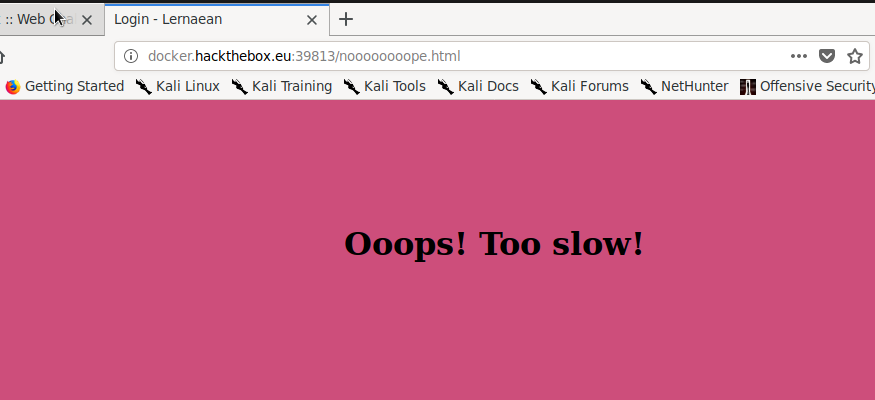 :: Web
Login - Lernaean
docker.hackthebox.eu:39813/noooooooope.html
Getting Started Kali Linux Kali Training Kali Tools Kali Docs Kali Forums NetHunter Offensive Security
Ooops! Too slow!